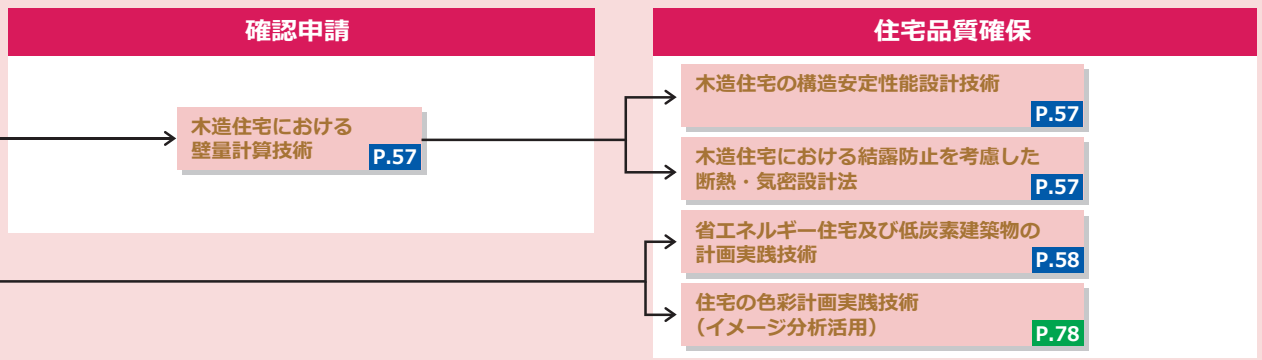 確認申請
木造住宅における
壁量計算技術
P.57
住宅品質確保
木造住宅の構造安定性能設計技術
P.57
木造住宅における結露防止を考慮した
断熱・気密設計法
P.57
省エネルギー住宅及び低炭素建築物の
計画実践技術
P.58
住宅の色彩計画実践技術
（イメージ分析活用）
P.78